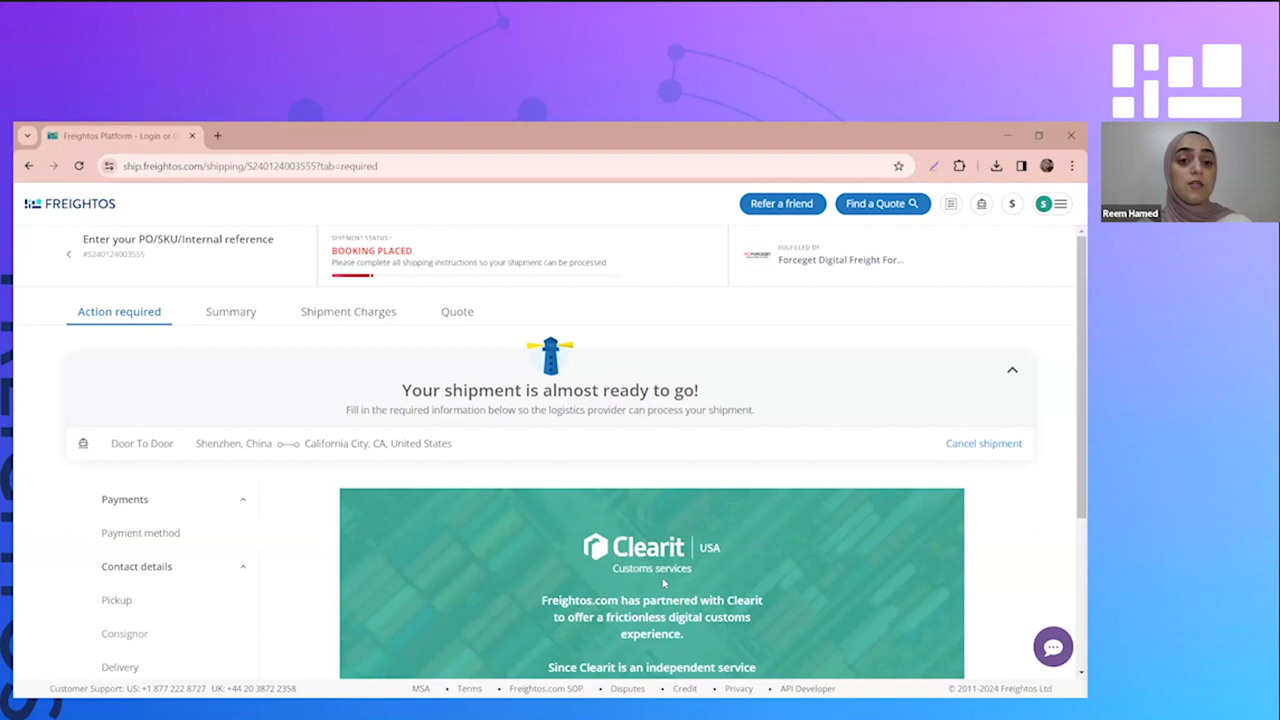 Freightos Platform - Login or C
ship.freightos.com/shipping/S240124003555?tab=required
FREIGHTOS
Refer a friend
Find a Quote
$
S
Reem Hamed
Enter your PO/SKU/Internal reference
#S240124003555
SHIPMENT STATUS
BOOKING PLACED
Please complete all shipping instructions so your shipment can be processed
FORCEGET
FULFILLED BY
Forceget Digital Freight For...
Action required
Summary
Shipment Charges
Quote
Your shipment is almost ready to go!
Fill in the required information below so the logistics provider can process your shipment.
Door To Door
Shenzhen, China
California City, CA, United States
Cancel shipment
Payments
Payment method
Contact details
Pickup
Consignor
Delivery
Clearit USA
Customs services
Freightos.com has partnered with Clearit
to offer a frictionless digital customs
experience.
Since Clearit is an independent service
Customer Support: US: +1 877 222 8727 UK: +44 20 3872 2358
MSA • Terms • Freightos.com SOP • Disputes • Credit • Privacy • API Developer
© 2011-2024 Freightos Ltd